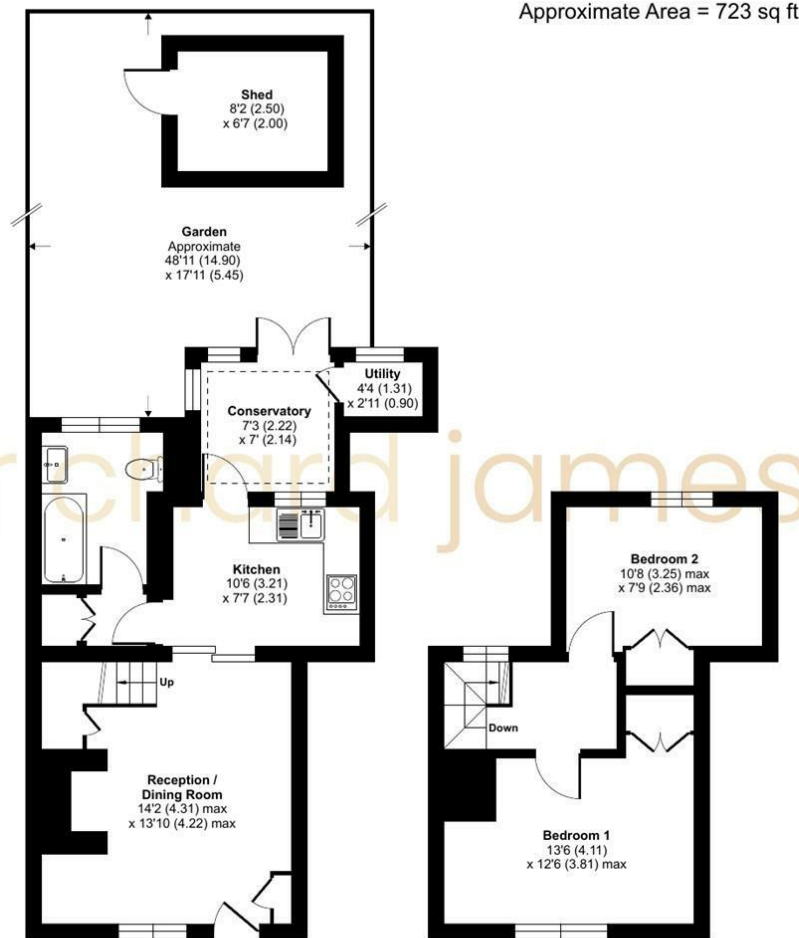 Approximate Area = 723 sq ft
Shed
8'2 (2.50)
x 6'7 (2.00)
Garden
Approximate
48'11 (14.90)
x 17'11 (5.45)
Utility
4'4 (1.31)
x 2'11 (0.90)
Conservatory
7'3 (2.22)
x 7' (2.14)
richard james
Kitchen
10'6 (3.21)
x 7'7 (2.31)
Bedroom 2
10'8 (3.25) max
x 7'9 (2.36) max
Up
Down
Reception /
Dining Room
14'2 (4.31) max
x 13'10 (4.22) max
Bedroom 1
13'6 (4.11)
x 12'6 (3.81) max